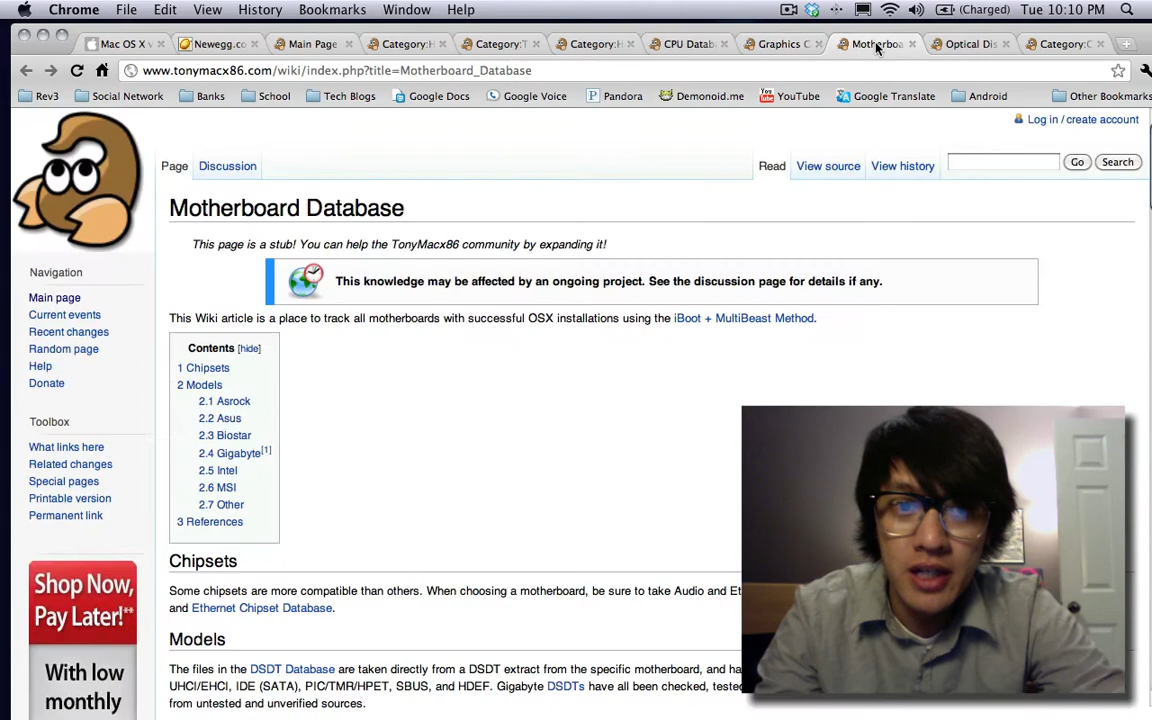 Chrome File Edit View History Bookmarks Window Help (Charged) Tue 10:10 PM
Mac OS X v Newegg.co Main Page Category:H Category:T Category:H CPU Datab Graphics C Motherboa Optical Dis Category:C
www.tonymacx86.com/wiki/index.php?title=Motherboard_Database
Rev3 Social Network Banks School Tech Blogs Google Docs Google Voice Pandora Demonoid.me YouTube Google Translate Android Other Bookmarks
Log in / create account
Page Discussion Read View source View history Go Search
Motherboard Database
This page is a stub! You can help the TonyMacx86 community by expanding it!
This knowledge may be affected by an ongoing project. See the discussion page for details if any.
This Wiki article is a place to track all motherboards with successful OSX installations using the iBoot + MultiBeast Method.
Contents [hide]
1 Chipsets
2 Models
2.1 Asrock
2.2 Asus
2.3 Biostar
2.4 Gigabyte[1]
2.5 Intel
2.6 MSI
2.7 Other
3 References
Chipsets
Some chipsets are more compatible than others. When choosing a motherboard, be sure to take Audio and Et
and Ethernet Chipset Database.
Models
The files in the DSDT Database are taken directly from a DSDT extract from the specific motherboard, and ha
UHCI/EHCI, IDE (SATA), PIC/TMR/HPET, SBUS, and HDEF. Gigabyte DSDTs have all been checked, tested
from untested and unverified sources.
Navigation
Main page
Current events
Recent changes
Random page
Help
Donate
Toolbox
What links here
Related changes
Special pages
Printable version
Permanent link
Shop Now,
Pay Later!**
With low
monthly